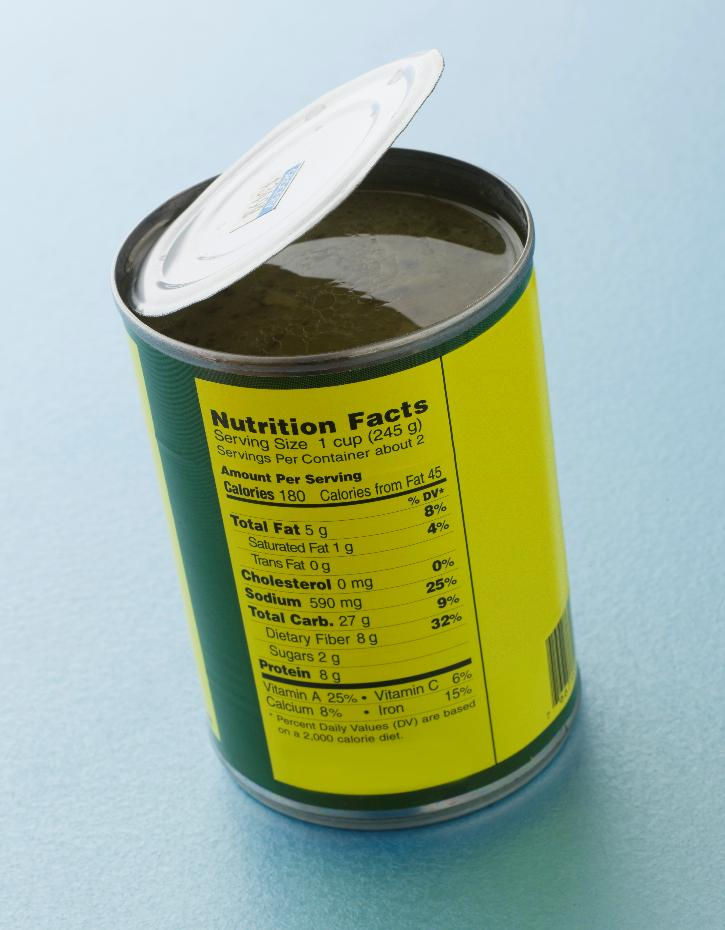 Nutrition Facts
Serving Size 1 cup (245 g)
Servings Per Container about 2
Amount Per Serving
Calories 180 Calories from Fat 45
% DV*
Total Fat 5 g 8%
Saturated Fat 1 g 4%
Trans Fat 0 g
Cholesterol 0 mg 0%
Sodium 590 mg 25%
Total Carb. 27 g 9%
Dietary Fiber 8 g 32%
Sugars 2 g
Protein 8 g
Vitamin A 25% • Vitamin C 6%
Calcium 8% • Iron 15%
* Percent Daily Values (DV) are based
on a 2,000 calorie diet.